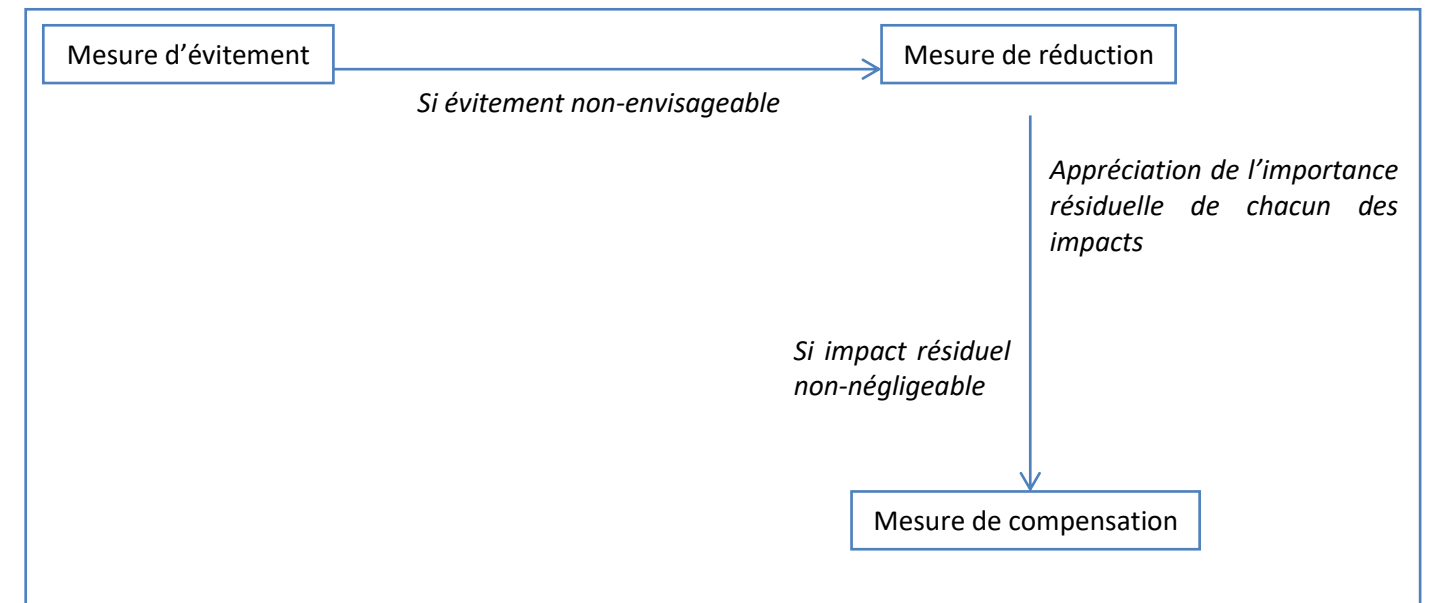 Mesure d’évitement
Mesure de réduction
Si évitement non-envisageable
Appréciation de l’importance
résiduelle de chacun des
impacts
Si impact résiduel
non-négligeable
Mesure de compensation